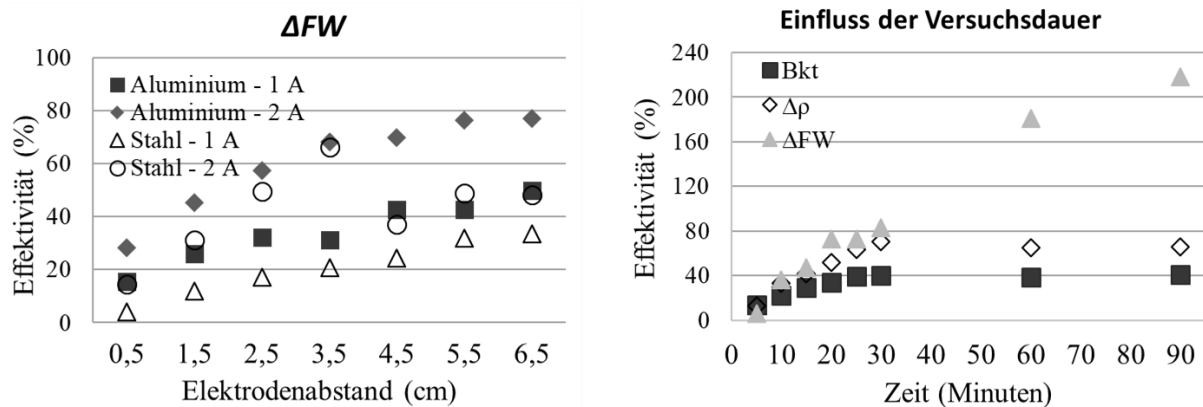 ΔFW
Effektivität (%)
100
80
60
40
20
0
Aluminium - 1 A
Aluminium - 2 A
Stahl - 1 A
Stahl - 2 A
0,5 1,5 2,5 3,5 4,5 5,5 6,5
Elektrodenabstand (cm)
Einfluss der Versuchsdauer
Effektivität (%)
240
200
160
120
80
40
0
Bkt
Δρ
ΔFW
0 10 20 30 40 50 60 70 80 90
Zeit (Minuten)